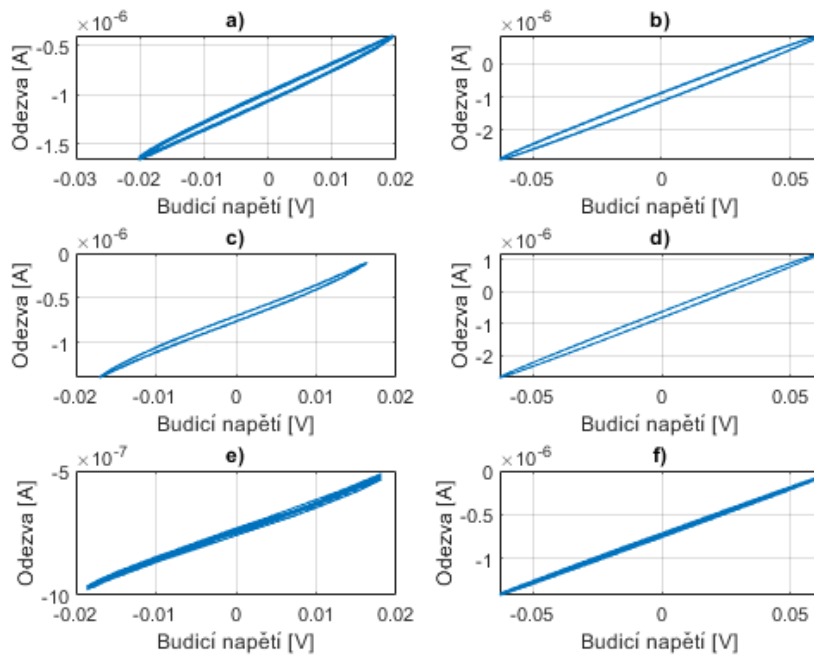 ×10⁻⁶
a)
-0.5
-1
-1.5
Odezva [A]
-0.03 -0.02 -0.01 0 0.01 0.02
Budicí napětí [V]
×10⁻⁶
b)
0
-1
-2
Odezva [A]
-0.05 0 0.05
Budicí napětí [V]
×10⁻⁶
c)
0
-0.5
-1
Odezva [A]
-0.02 -0.01 0 0.01 0.02
Budicí napětí [V]
×10⁻⁶
d)
1
0
-1
-2
Odezva [A]
-0.05 0 0.05
Budicí napětí [V]
×10⁻⁷
e)
-5
-10
Odezva [A]
-0.02 -0.01 0 0.01 0.02
Budicí napětí [V]
×10⁻⁶
f)
0
-0.5
-1
Odezva [A]
-0.05 0 0.05
Budicí napětí [V]